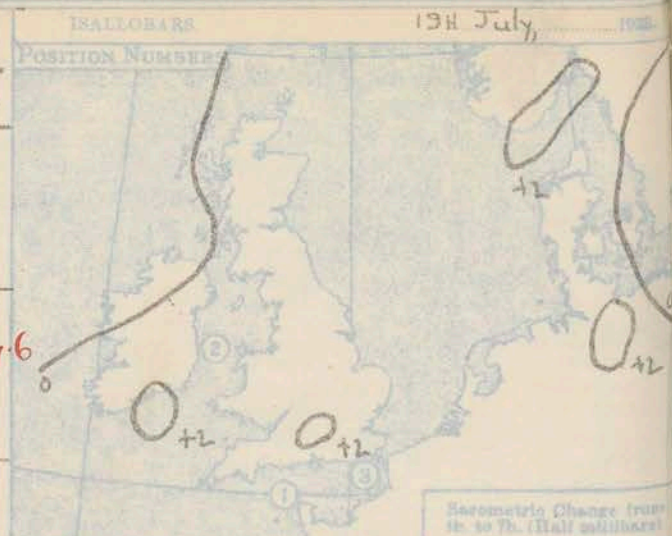 ISALLOBARS. 19H July, 1938
POSITION NUMBERS
+2
.6
2
0
+2
+2
+2
3
1
Barometric Change from
to 7h. (Half millibars)